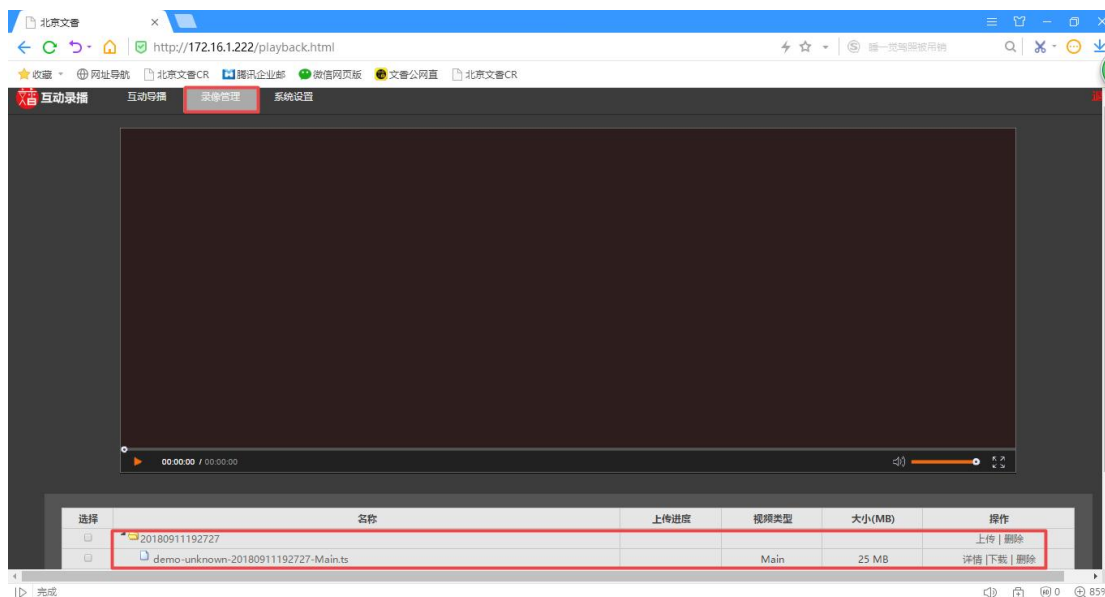 北京文香
http://172.16.1.222/playback.html
收藏 网址导航 北京文香CR 腾讯企业邮 微信网页版 文香公网直 北京文香CR
文香 互动录播 互动导播 录像管理 系统设置
00:00:00 / 00:00:00
选择 名称 上传进度 视频类型 大小(MB) 操作
20180911192727 上传 | 删除
demo-unknown-20180911192727-Main.ts Main 25 MB 详情 |下载 | 删除
完成 0 85%